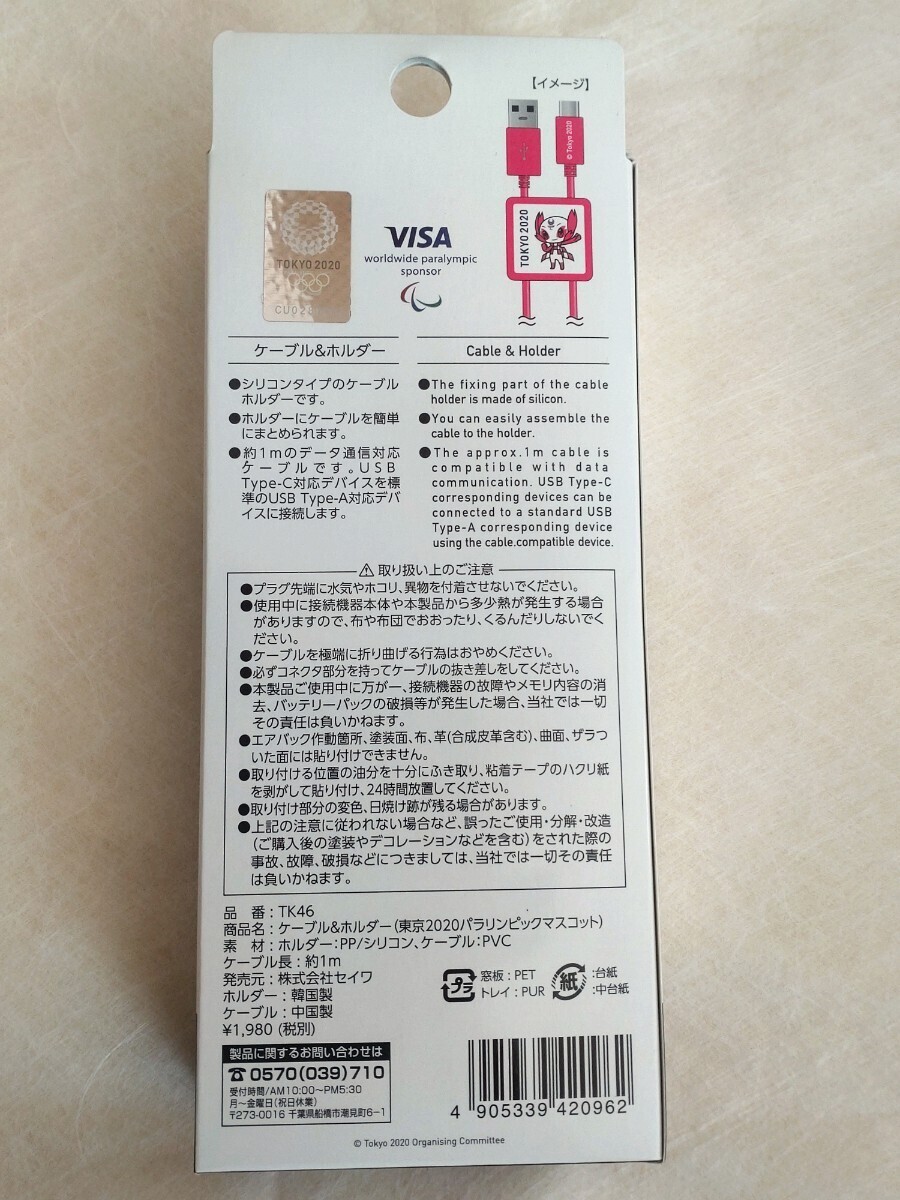 【イメージ】
© Tokyo 2020
TOKYO 2020
TOKYO 2020
VISA
worldwide paralympic
sponsor
ケーブル&ホルダー
●シリコンタイプのケーブル
ホルダーです。
●ホルダーにケーブルを簡単
にまとめられます。
●約1mのデータ通信対応
ケーブルです。USB
Type-C対応デバイスを標
準のUSB Type-A対応デバ
イスに接続します。
Cable & Holder
●The fixing part of the cable
holder is made of silicon.
●You can easily assemble the
cable to the holder.
●The approx.1m cable is
compatible with data
communication. USB Type-C
corresponding devices can be
connected to a standard USB
Type-A corresponding device
using the cable.compatible device.
⚠ 取り扱い上のご注意
●プラグ先端に水気やホコリ、異物を付着させないでください。
●使用中に接続機器本体や本製品から多少熱が発生する場合
がありますので、布や布団でおおったり、くるんだりしないでく
ださい。
●ケーブルを極端に折り曲げる行為はおやめください。
●必ずコネクタ部分を持ってケーブルの抜き差しをしてください。
●本製品ご使用中に万が一、接続機器の故障やメモリ内容の消
去、バッテリーパックの破損等が発生した場合、当社では一切
その責任は負いかねます。
●エアバック作動箇所、塗装面、布、革(合成皮革含む)、曲面、ザラつ
いた面には貼り付けできません。
●取り付ける位置の油分を十分にふき取り、粘着テープのハクリ紙
を剥がして貼り付け、24時間放置してください。
●取り付け部分の変色、日焼け跡が残る場合があります。
●上記の注意に従われない場合など、誤ったご使用・分解・改造
(ご購入後の塗装やデコレーションなどを含む)をされた際の
事故、故障、破損などにつきましては、当社では一切その責任
は負いかねます。
品 番：TK46
商品名：ケーブル&ホルダー(東京2020パラリンピックマスコット)
素 材：ホルダー：PP/シリコン、ケーブル：PVC
ケーブル長：約1m
発売元：株式会社セイワ
ホルダー：韓国製
ケーブル：中国製
¥1,980 (税別)
プラ
窓板：PET
トレイ：PUR
紙
：台紙
：中台紙
製品に関するお問い合わせは
☎0570(039)710
受付時間/AM10:00〜PM5:30
月〜金曜日(祝日休業)
〒273-0016 千葉県船橋市潮見町6−1
4 905339 420962
© Tokyo 2020 Organising Committee